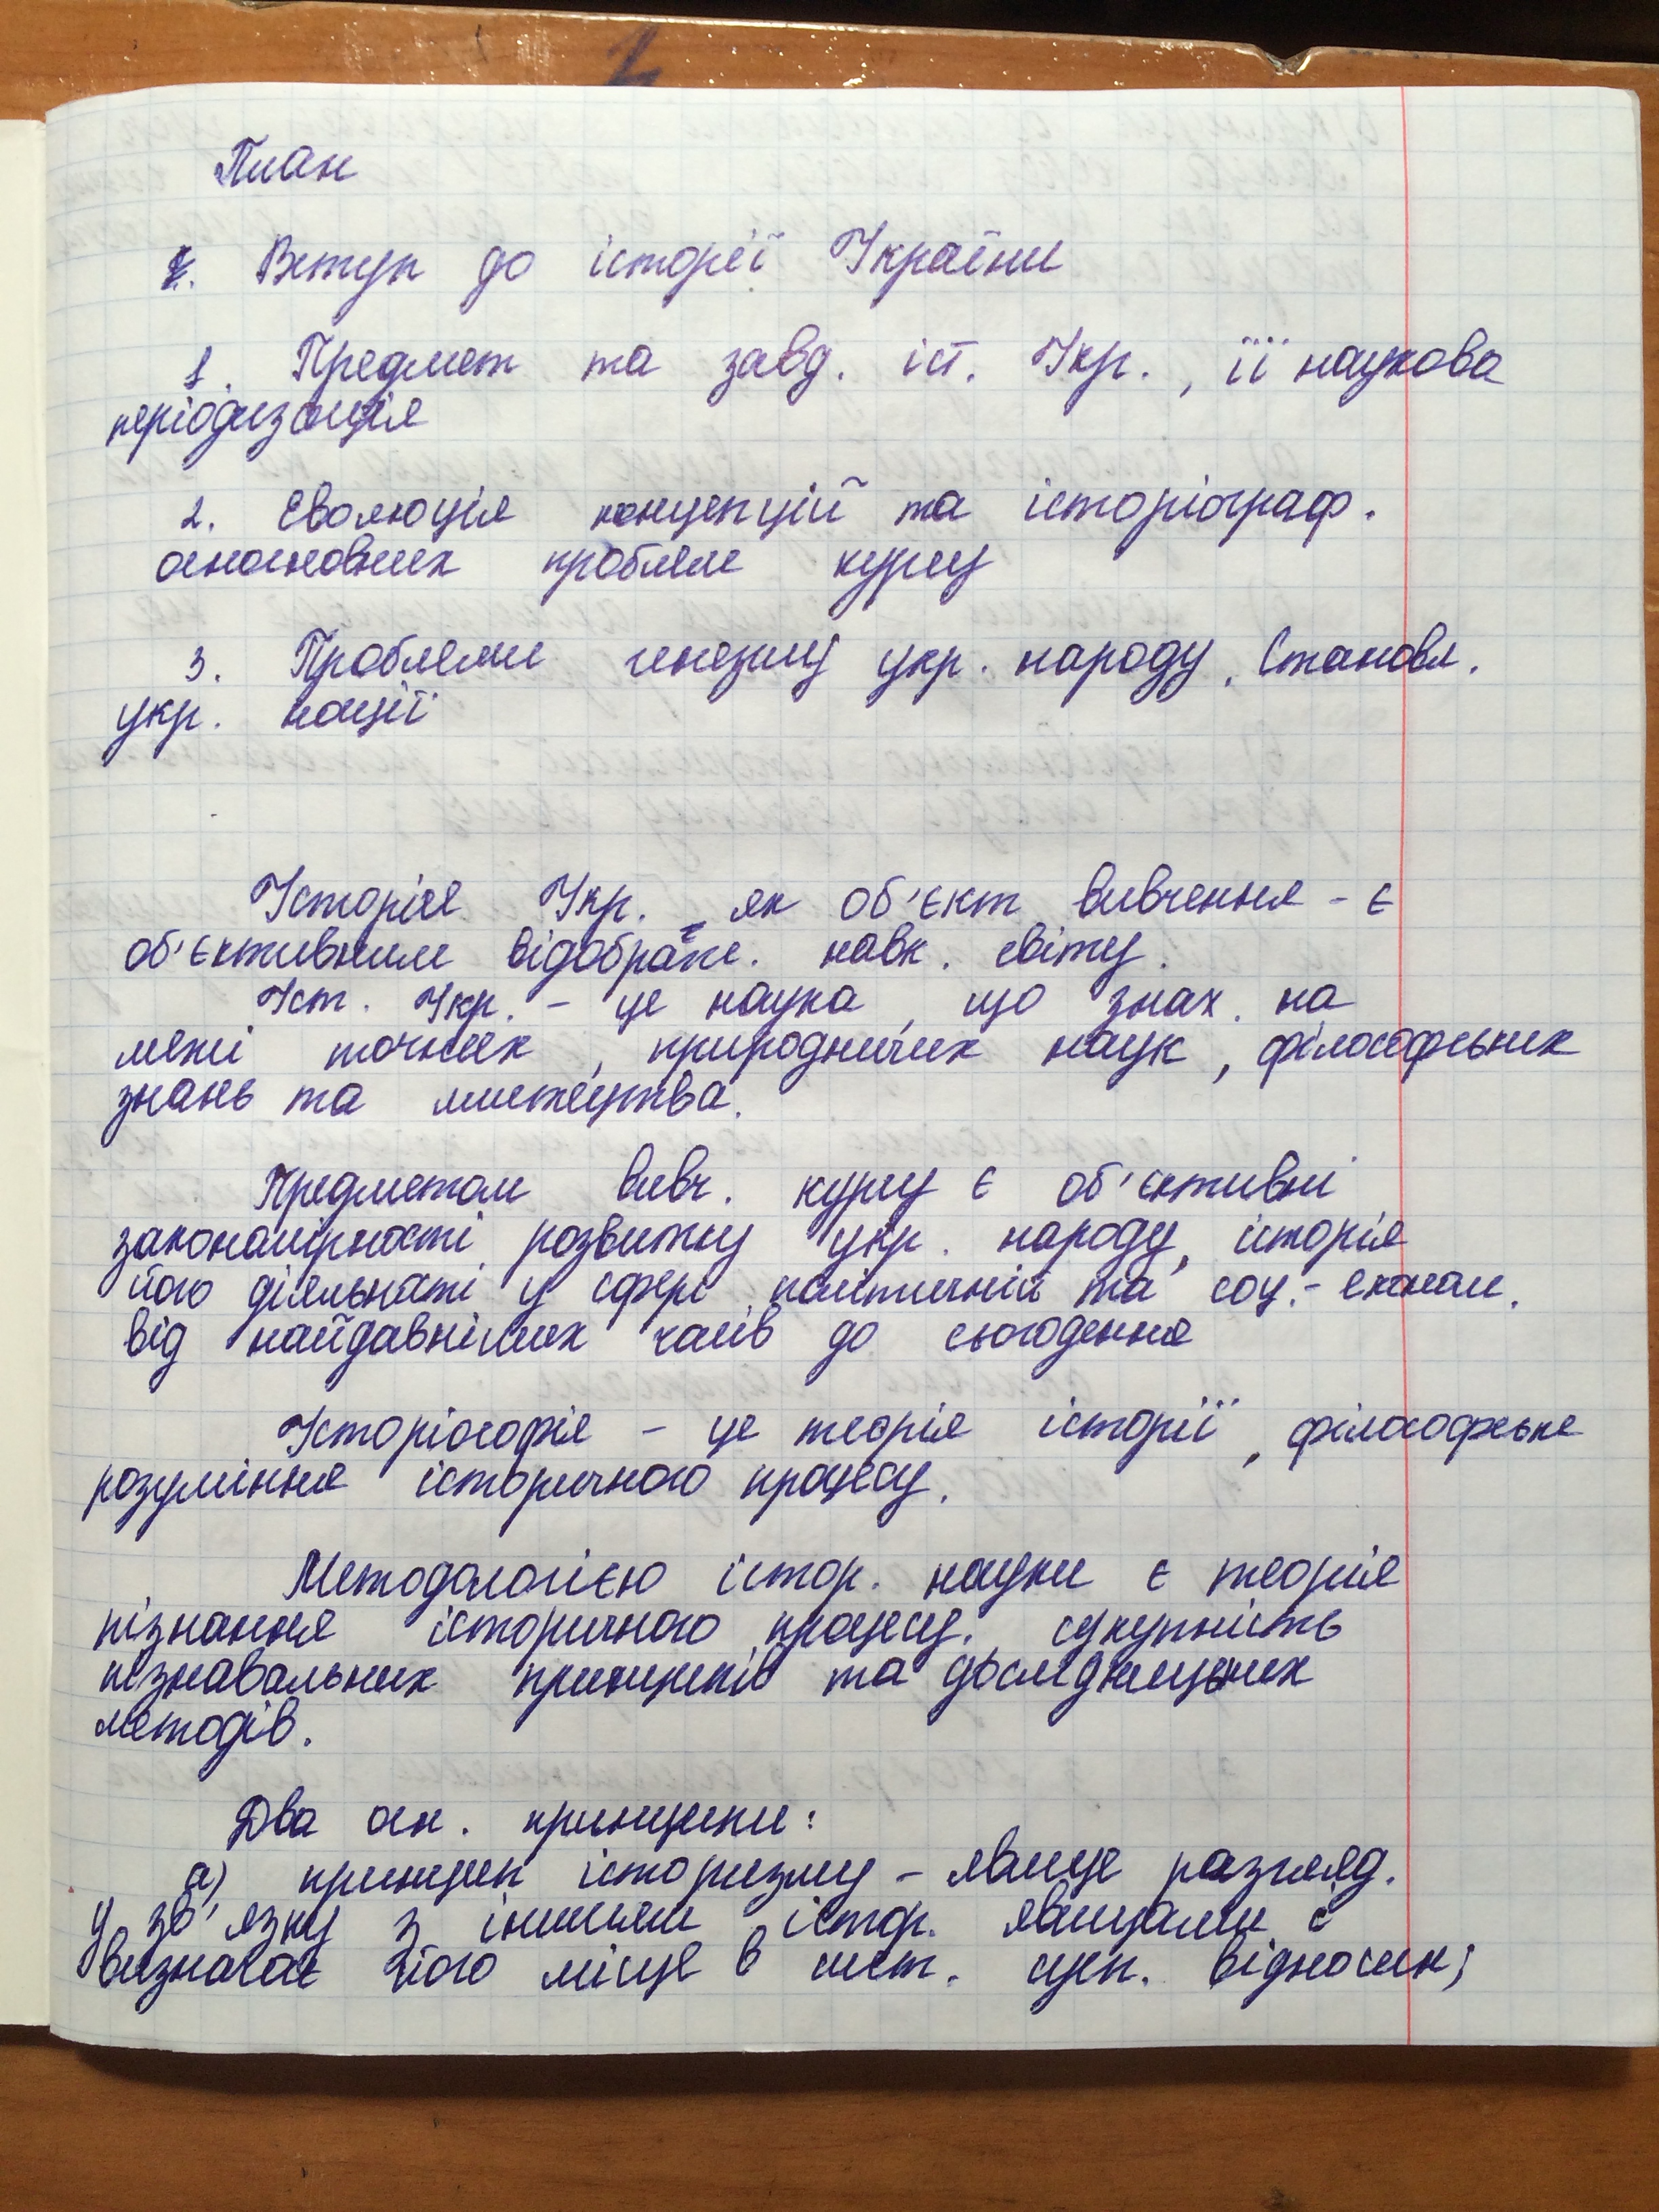 План
Вступ до історії України
1. Предмет та завд. іст. Укр., її наукова
періодизація
2. Еволюція концепцій та історіограф.
основних проблем курсу
3. Проблеми генезису укр. народу. Становл.
укр. нації
Історія Укр. як об'єкт вивчення - є
об'єктивним відображ. навк. світу.
Іст. Укр. - це наука, що знах. на
межі точних, природничих наук, філософських
знань та мистецтва.
Предметом вивч. курсу є об'єктивні
закономірності розвитку укр. народу, історія
його діяльності у сфері політичній та соц.-економ.
від найдавніших часів до сьогодення
Історіософія - це теорія історії, філософське
розуміння історичного процесу.
Методологією істор. науки є теорія
пізнання історичного процесу. сукупність
пізнавальних принципів та дослідницьких
методів.
Два осн. принципи:
а) принцип історизму - явище розгляд.
у зв'язку з іншими істор. явищами і
визначає його місце в сист. сусп. відносин;